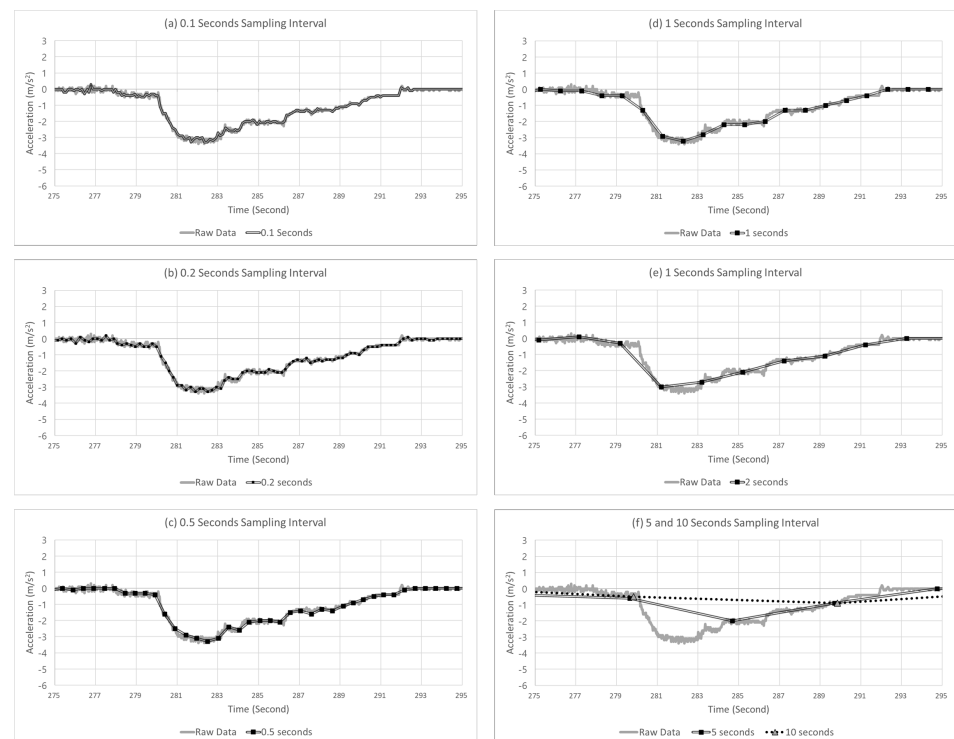 (a) 0.1 Seconds Sampling Interval
Acceleration (m/s²)
3
2
1
0
-1
-2
-3
-4
-5
-6
275 277 279 281 283 285 287 289 291 293 295
Time (Second)
Raw Data 0.1 Seconds
(b) 0.2 Seconds Sampling Interval
Acceleration (m/s²)
3
2
1
0
-1
-2
-3
-4
-5
-6
275 277 279 281 283 285 287 289 291 293 295
Time (Second)
Raw Data 0.2 seconds
(c) 0.5 Seconds Sampling Interval
Acceleration (m/s²)
3
2
1
0
-1
-2
-3
-4
-5
-6
275 277 279 281 283 285 287 289 291 293 295
Time (Second)
Raw Data 0.5 seconds
(d) 1 Seconds Sampling Interval
Acceleration (m/s²)
3
2
1
0
-1
-2
-3
-4
-5
-6
275 277 279 281 283 285 287 289 291 293 295
Time (Second)
Raw Data 1 seconds
(e) 1 Seconds Sampling Interval
Acceleration (m/s²)
3
2
1
0
-1
-2
-3
-4
-5
-6
275 277 279 281 283 285 287 289 291 293 295
Time (Second)
Raw Data 2 seconds
(f) 5 and 10 Seconds Sampling Interval
Acceleration (m/s²)
3
2
1
0
-1
-2
-3
-4
-5
-6
275 277 279 281 283 285 287 289 291 293 295
Time (Second)
Raw Data 5 seconds 10 seconds